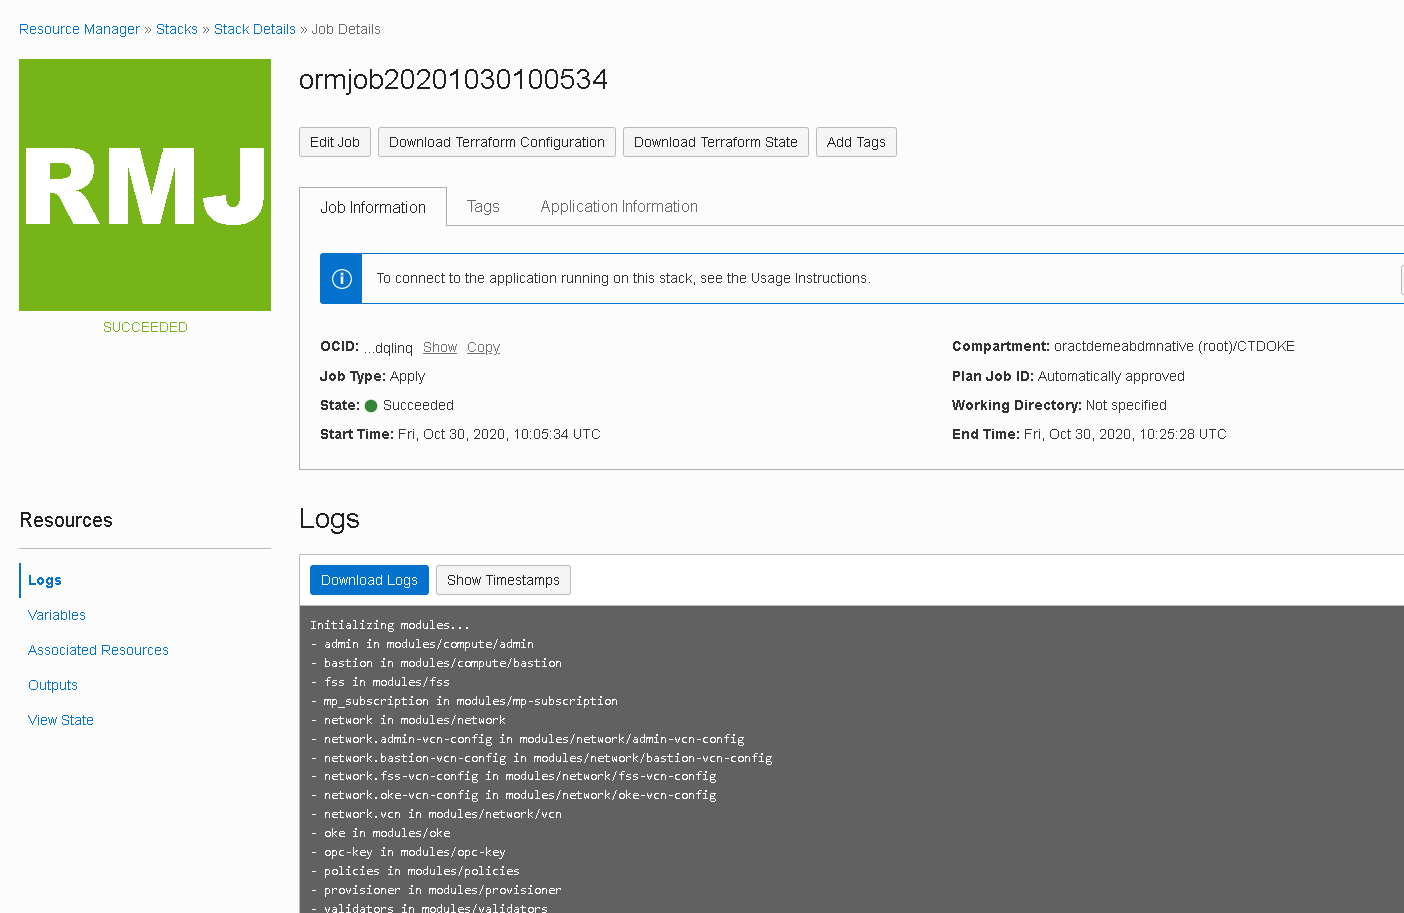 Resource Manager » Stacks » Stack Details » Job Details
RMJ
SUCCEEDED
ormjob20201030100534
Edit Job
Download Terraform Configuration
Download Terraform State
Add Tags
Job Information
Tags
Application Information
To connect to the application running on this stack, see the Usage Instructions.
OCID: ...dqlinq Show Copy
Job Type: Apply
State: Succeeded
Start Time: Fri, Oct 30, 2020, 10:05:34 UTC
Compartment: oractdemeabdmnative (root)/CTDOKE
Plan Job ID: Automatically approved
Working Directory: Not specified
End Time: Fri, Oct 30, 2020, 10:25:28 UTC
Resources
Logs
Variables
Associated Resources
Outputs
View State
Logs
Download Logs
Show Timestamps
Initializing modules...
- admin in modules/compute/admin
- bastion in modules/compute/bastion
- fss in modules/fss
- mp_subscription in modules/mp-subscription
- network in modules/network
- network.admin-vcn-config in modules/network/admin-vcn-config
- network.bastion-vcn-config in modules/network/bastion-vcn-config
- network.fss-vcn-config in modules/network/fss-vcn-config
- network.oke-vcn-config in modules/network/oke-vcn-config
- network.vcn in modules/network/vcn
- oke in modules/oke
- opc-key in modules/opc-key
- policies in modules/policies
- provisioner in modules/provisioner
- validators in modules/validators